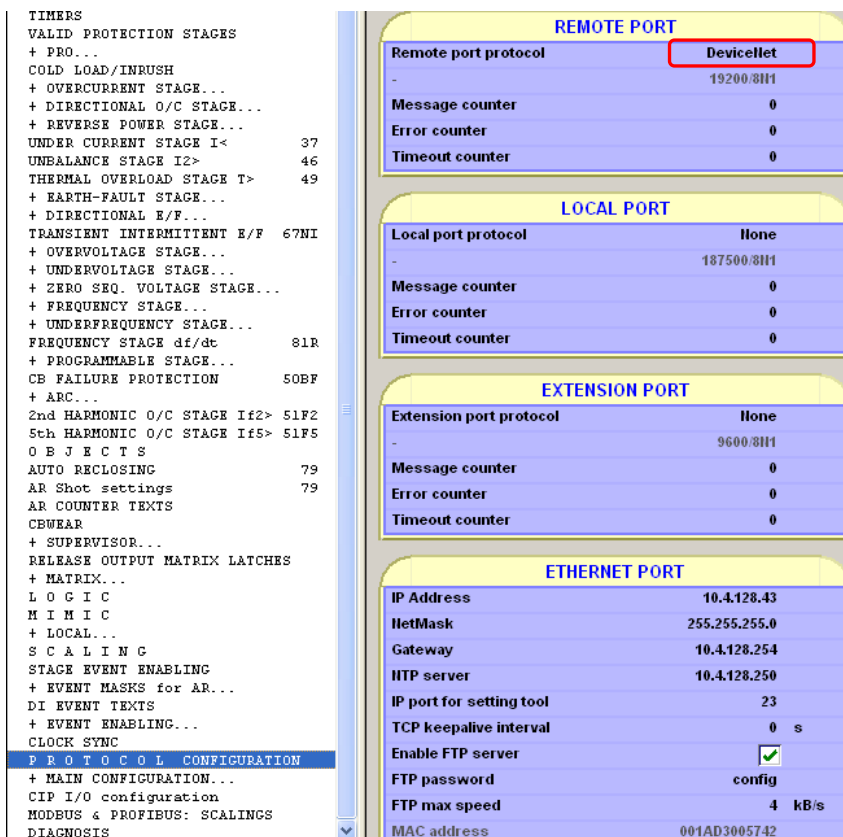 TIMERS
VALID PROTECTION STAGES
+ PRO...
COLD LOAD/INRUSH
+ OVERCURRENT STAGE...
+ DIRECTIONAL O/C STAGE...
+ REVERSE POWER STAGE...
UNDER CURRENT STAGE I< 37
UNBALANCE STAGE I2> 46
THERMAL OVERLOAD STAGE T> 49
+ EARTH-FAULT STAGE...
+ DIRECTIONAL E/F...
TRANSIENT INTERMITTENT E/F 67NI
+ OVERVOLTAGE STAGE...
+ UNDERVOLTAGE STAGE...
+ ZERO SEQ. VOLTAGE STAGE...
+ FREQUENCY STAGE...
+ UNDERFREQUENCY STAGE...
FREQUENCY STAGE df/dt 81R
+ PROGRAMMABLE STAGE...
CB FAILURE PROTECTION 50BF
+ ARC...
2nd HARMONIC O/C STAGE If2> 51F2
5th HARMONIC O/C STAGE If5> 51F5
O B J E C T S
AUTO RECLOSING 79
AR Shot settings 79
AR COUNTER TEXTS
CBWEAR
+ SUPERVISOR...
RELEASE OUTPUT MATRIX LATCHES
+ MATRIX...
L O G I C
M I M I C
+ LOCAL...
S C A L I N G
STAGE EVENT ENABLING
+ EVENT MASKS for AR...
DI EVENT TEXTS
+ EVENT ENABLING...
CLOCK SYNC
P R O T O C O L CONFIGURATION
+ MAIN CONFIGURATION...
CIP I/O configuration
MODBUS & PROFIBUS: SCALINGS
DIAGNOSIS
REMOTE PORT
Remote port protocol DeviceNet
- 19200/8N1
Message counter 0
Error counter 0
Timeout counter 0
LOCAL PORT
Local port protocol None
- 187500/8N1
Message counter 0
Error counter 0
Timeout counter 0
EXTENSION PORT
Extension port protocol None
- 9600/8N1
Message counter 0
Error counter 0
Timeout counter 0
ETHERNET PORT
IP Address 10.4.128.43
NetMask 255.255.255.0
Gateway 10.4.128.254
NTP server 10.4.128.250
IP port for setting tool 23
TCP keepalive interval 0 s
Enable FTP server
FTP password config
FTP max speed 4 kB/s
MAC address 001AD3005742